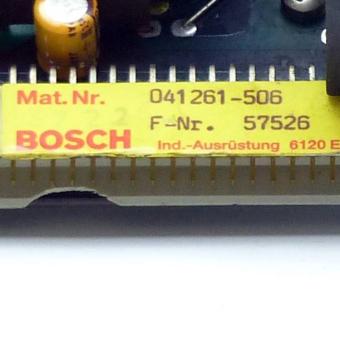 Mat. Nr. 041261-506
F-Nr. 57526
BOSCH Ind.-Ausrüstung 6120 E